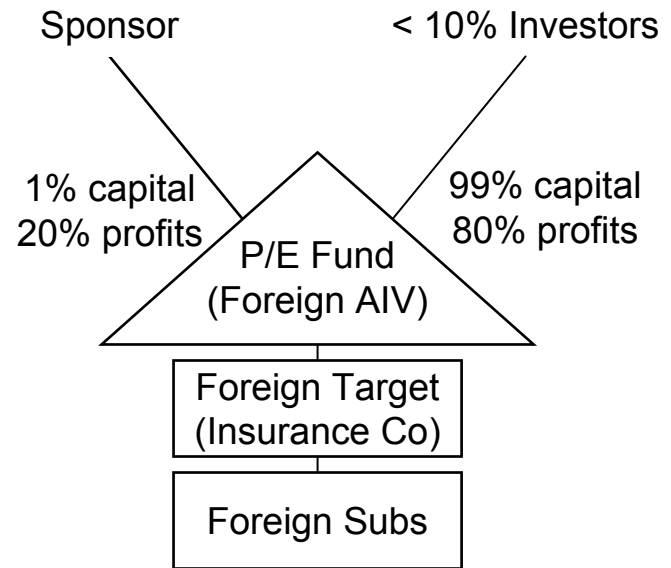 Sponsor
< 10% Investors
1% capital
20% profits
99% capital
80% profits
P/E Fund
(Foreign AIV)
Foreign Target
(Insurance Co)
Foreign Subs